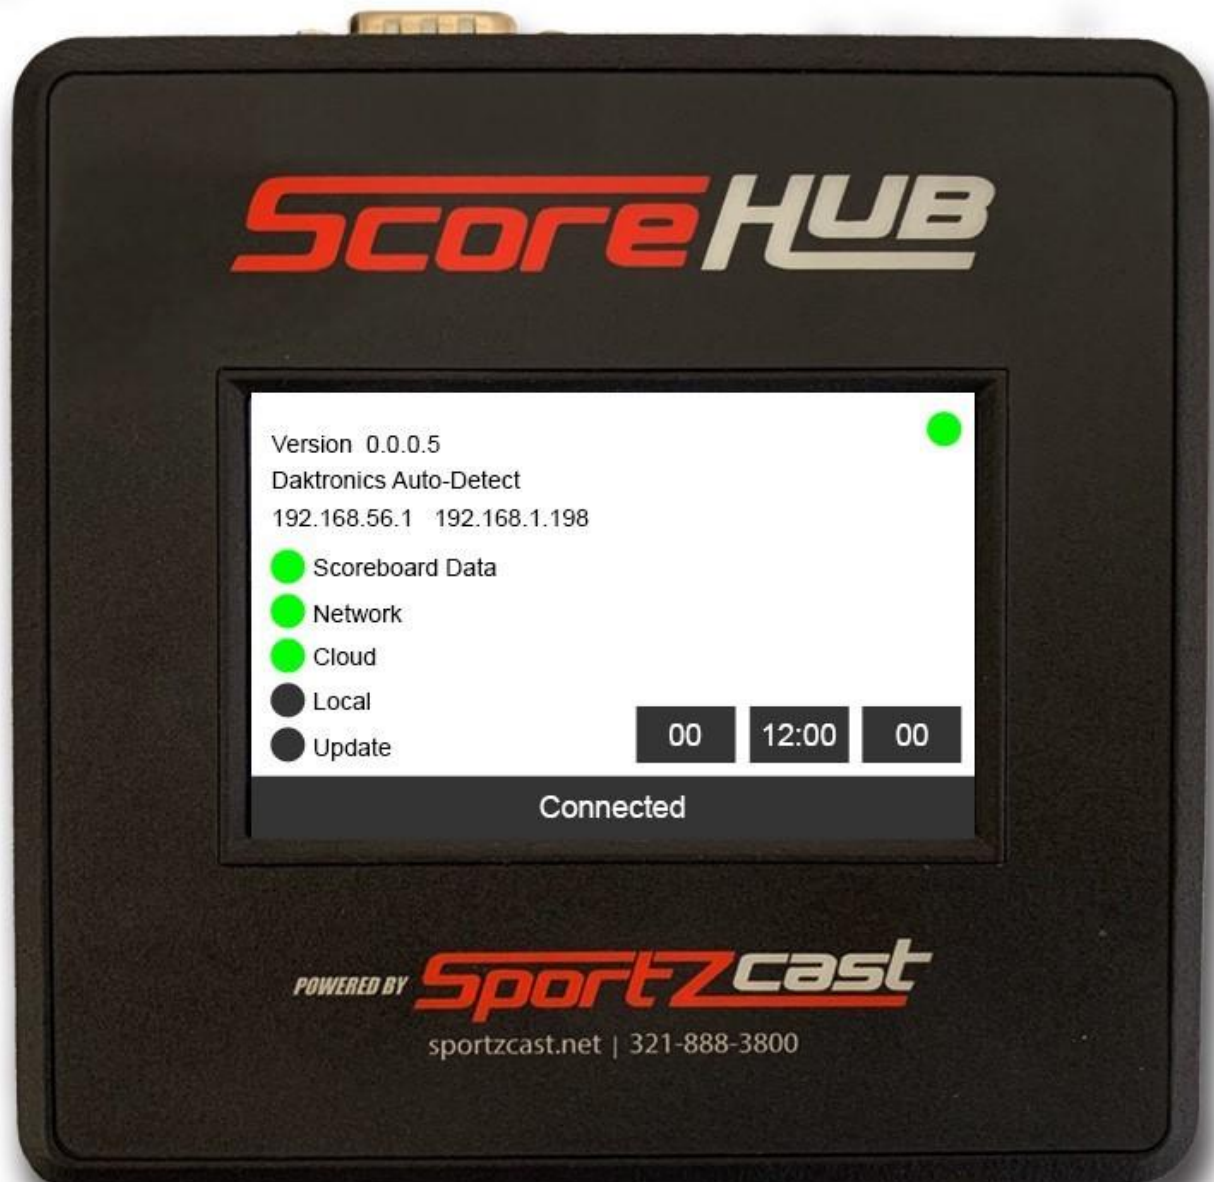 ScoreHUB
Version 0.0.0.5
Daktronics Auto-Detect
192.168.56.1 192.168.1.198
Scoreboard Data
Network
Cloud
Local
Update
00 12:00 00
Connected
POWERED BY Sportzcast
sportzcast.net | 321-888-3800